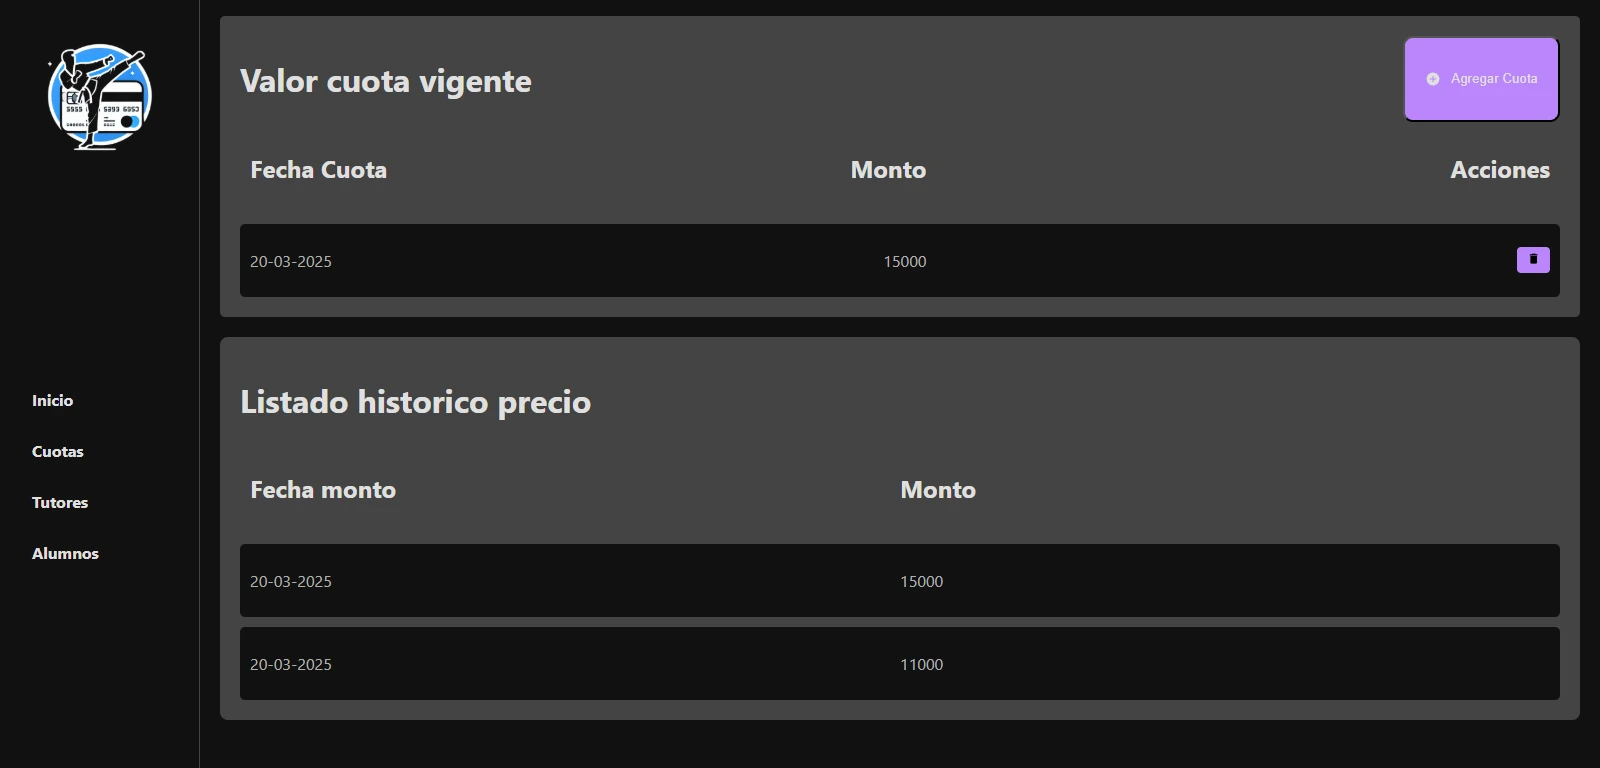 Valor cuota vigente
Agregar Cuota
Fecha Cuota Monto Acciones
20-03-2025 15000
Inicio
Cuotas
Tutores
Alumnos
Listado historico precio
Fecha monto Monto
20-03-2025 15000
20-03-2025 11000